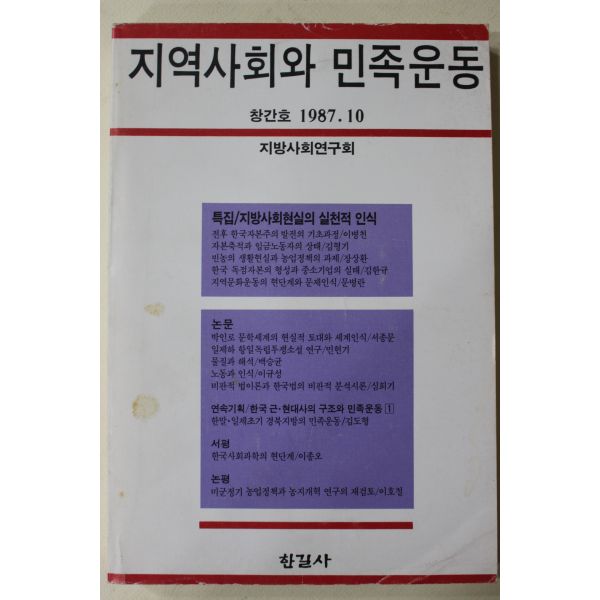 지역사회와 민족운동
창간호 1987.10
지방사회연구회
특집/지방사회현실의 실천적 인식
전후 한국자본주의 발전의 기초과정/이병천
자본축적과 임금노동자의 상태/김형기
빈농의 생활현실과 농업정책의 과제/장상환
한국 독점자본의 형성과 중소기업의 실태/김한규
지역문화운동의 현단계와 문제인식/문병란
논문
박인로 문학세계의 현실적 토대와 세계인식/서종문
일제하 항일독립투쟁소설 연구/민현기
물질과 해석/백승균
노동과 인식/이규성
비판적 법이론과 한국법의 비판적 분석시론/심희기
연속기획/한국 근·현대사의 구조와 민족운동 1
한말·일제초기 경북지방의 민족운동/김도형
서평
한국사회과학의 현단계/이종오
논평
미군정기 농업정책과 농지개혁 연구의 재검토/이호철
한길사